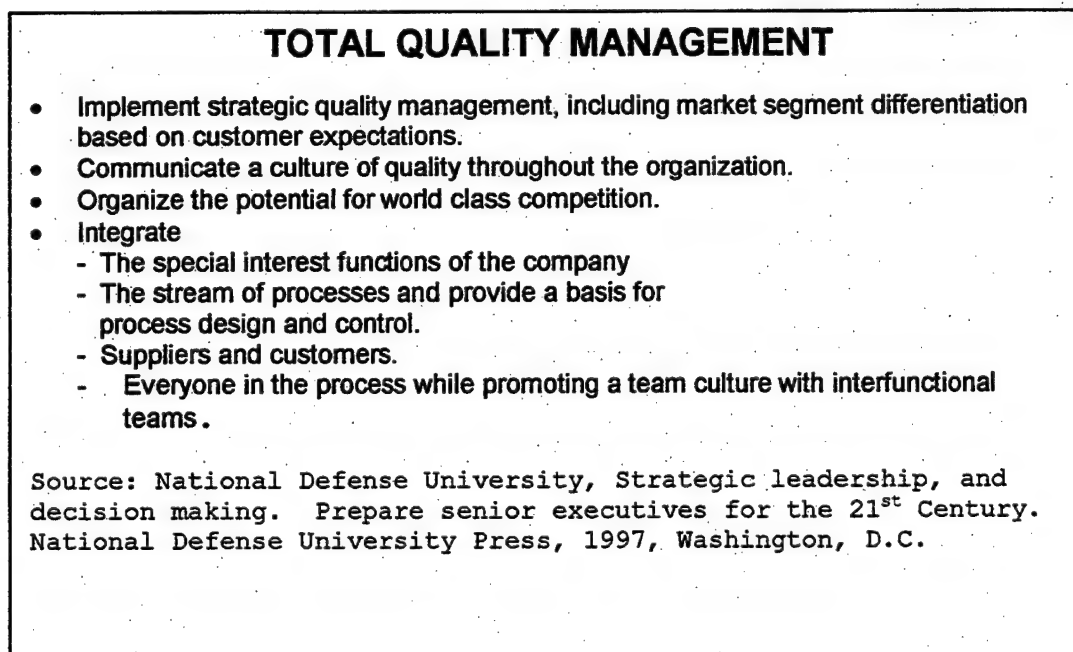 TOTAL QUALITY MANAGEMENT
• Implement strategic quality management, including market segment differentiation
based on customer expectations.
• Communicate a culture of quality throughout the organization.
• Organize the potential for world class competition.
• Integrate
- The special interest functions of the company
- The stream of processes and provide a basis for
process design and control.
- Suppliers and customers.
- Everyone in the process while promoting a team culture with interfunctional
teams.
Source: National Defense University, Strategic leadership, and
decision making. Prepare senior executives for the 21st Century.
National Defense University Press, 1997, Washington, D.C.